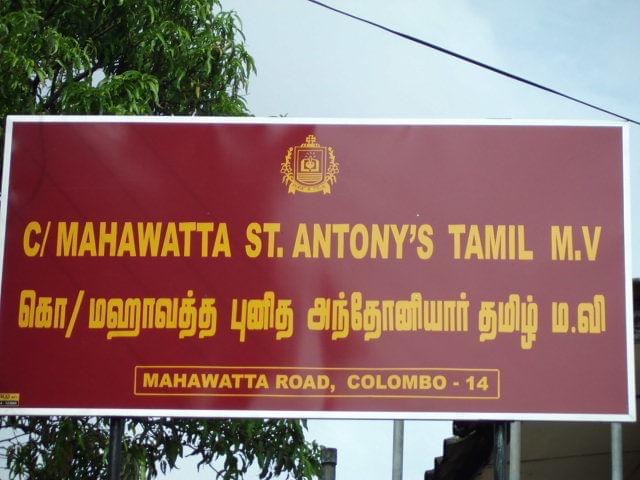 C/ MAHAWATTA ST. ANTONY'S TAMIL M.V
கொ/ மஹாவத்த புனித அந்தோனியார் தமிழ் ம.வி
MAHAWATTA ROAD, COLOMBO - 14